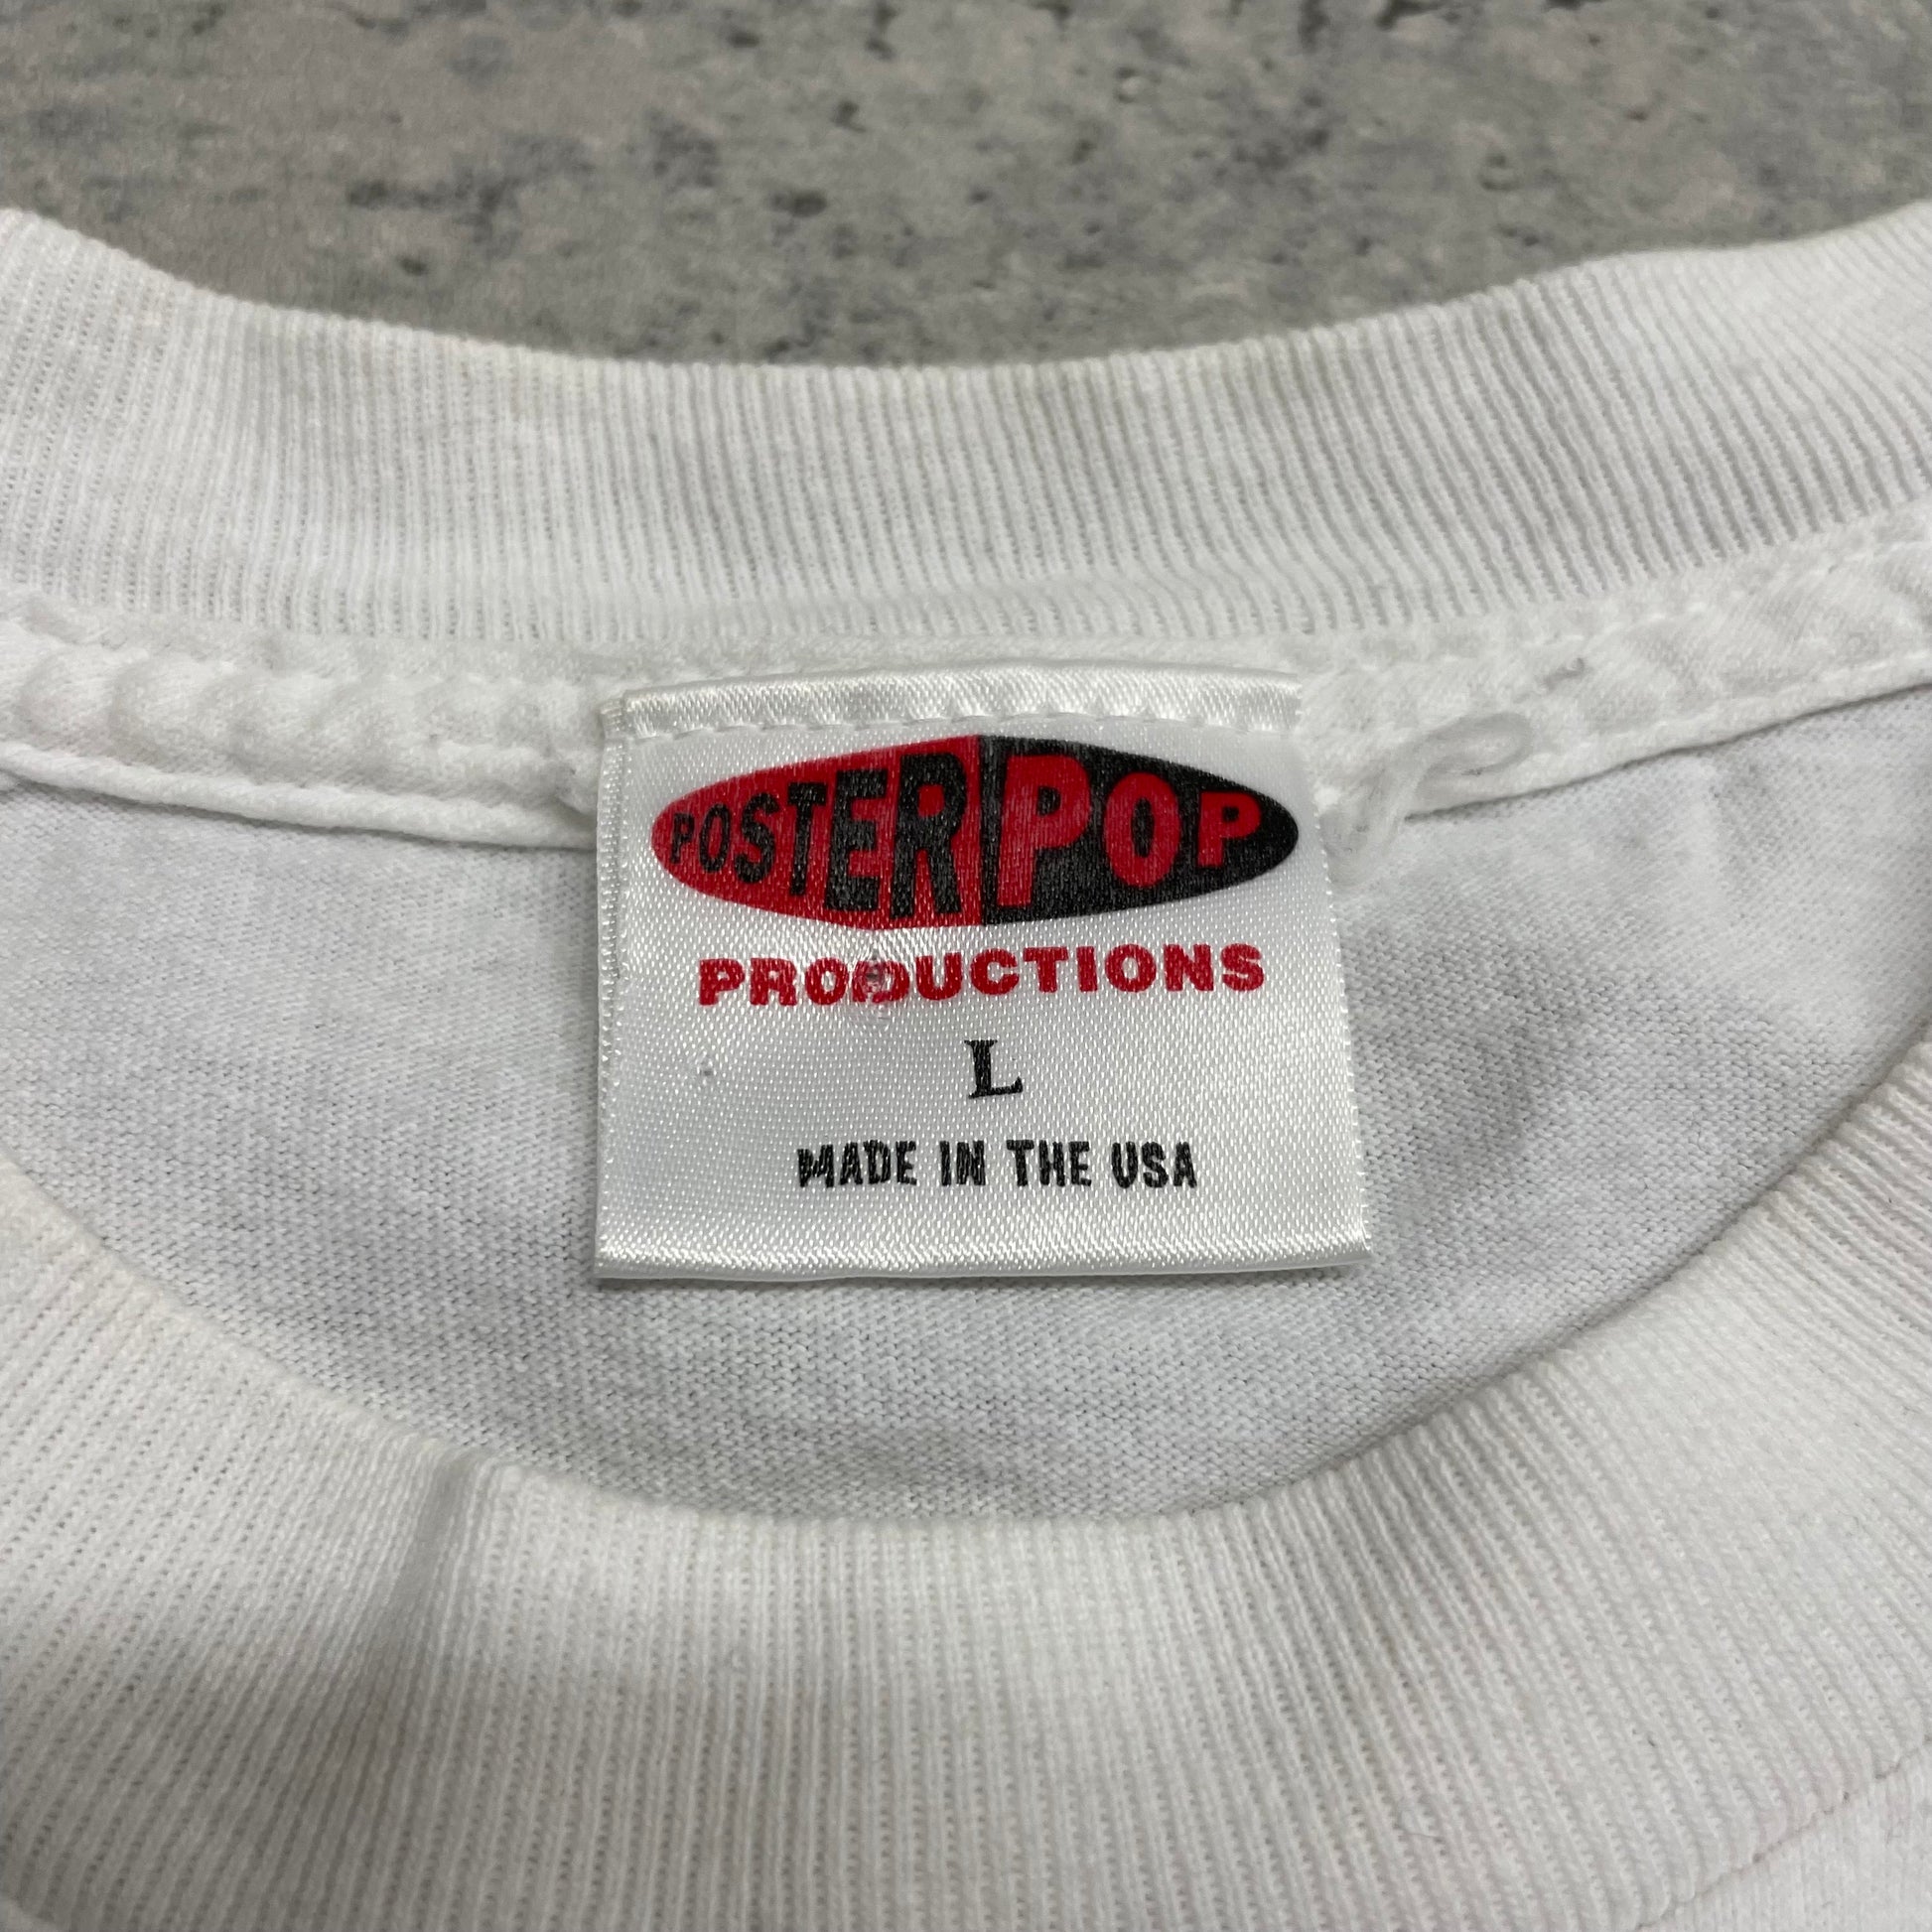 POSTER POP
PRODUCTIONS
L
MADE IN THE USA